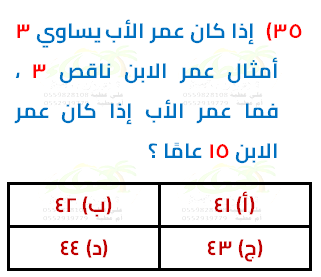 ٣٥) إذا كان عمر الأب يساوي ٣
أمثال عمر الابن ناقص ٣ ،
فما عمر الأب إذا كان عمر
الابن ١٥ عامًا ؟
(أ) ٤١ (ب) ٤٢
(ج) ٤٣ (د) ٤٤